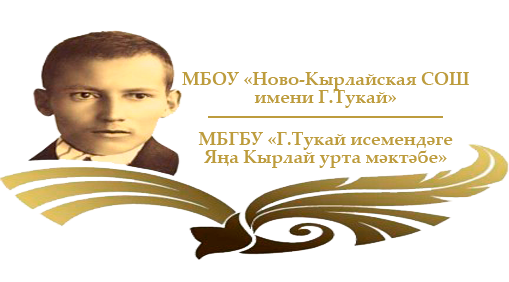 МБОУ «Ново-Кырлайская СОШ
имени Г.Тукай»
МБГБУ «Г.Тукай исемендәге
Яңа Кырлай урта мәктәбе»